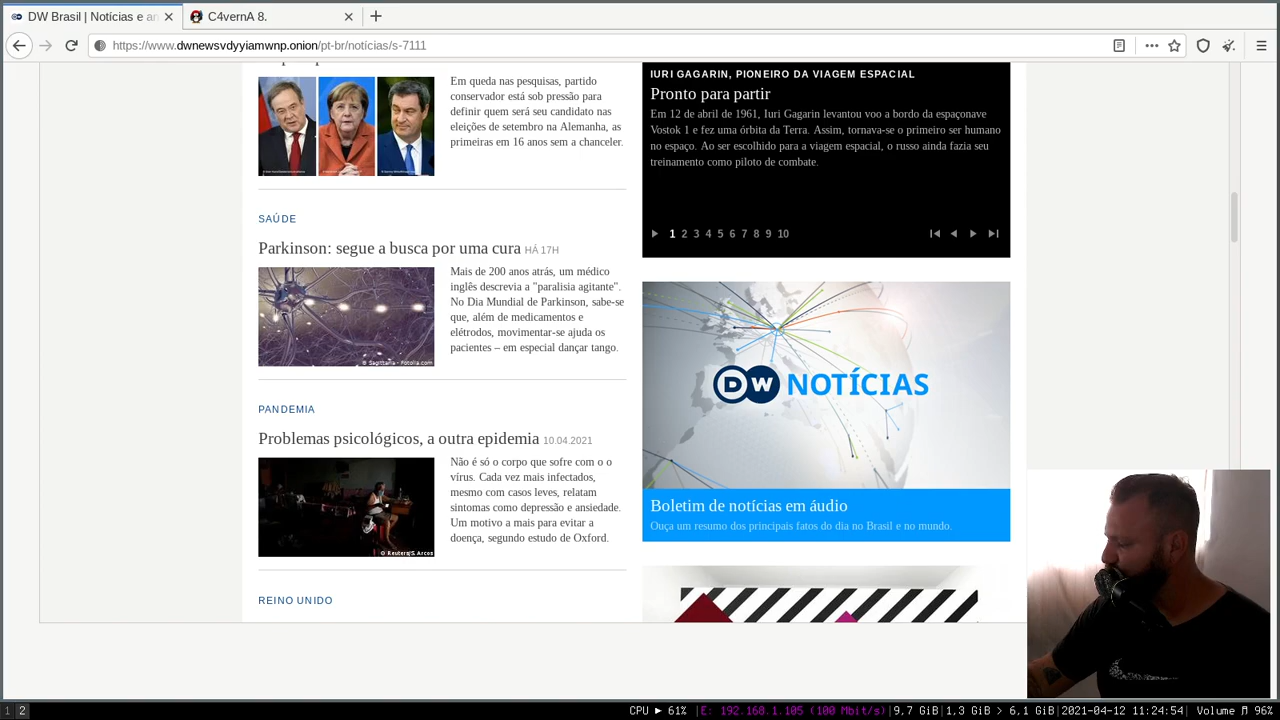 DW Brasil | Notícias e an
C4vernA 8.
https://www.dwnewsvdyyiamwnp.onion/pt-br/notícias/s-7111
Em queda nas pesquisas, partido
conservador está sob pressão para
definir quem será seu candidato nas
eleições de setembro na Alemanha, as
primeiras em 16 anos sem a chanceler.
SAÚDE
Parkinson: segue a busca por uma cura HÁ 17H
Mais de 200 anos atrás, um médico
inglês descrevia a "paralisia agitante".
No Dia Mundial de Parkinson, sabe-se
que, além de medicamentos e
elétrodos, movimentar-se ajuda os
pacientes – em especial dançar tango.
© Sagittaria - Fotolia.com
PANDEMIA
Problemas psicológicos, a outra epidemia 10.04.2021
Não é só o corpo que sofre com o o
vírus. Cada vez mais infectados,
mesmo com casos leves, relatam
sintomas como depressão e ansiedade.
Um motivo a mais para evitar a
doença, segundo estudo de Oxford.
© Reuters/S. Arcos
REINO UNIDO
IURI GAGARIN, PIONEIRO DA VIAGEM ESPACIAL
Pronto para partir
Em 12 de abril de 1961, Iuri Gagarin levantou voo a bordo da espaçonave
Vostok 1 e fez uma órbita da Terra. Assim, tornava-se o primeiro ser humano
no espaço. Ao ser escolhido para a viagem espacial, o russo ainda fazia seu
treinamento como piloto de combate.
1 2 3 4 5 6 7 8 9 10
DW NOTÍCIAS
Boletim de notícias em áudio
Ouça um resumo dos principais fatos do dia no Brasil e no mundo.
1 2
CPU ► 61% |E: 192.168.1.105 (100 Mbit/s)|9,7 GiB|1,3 GiB > 6,1 GiB|2021-04-12 11:24:54| Volume ♬ 96%